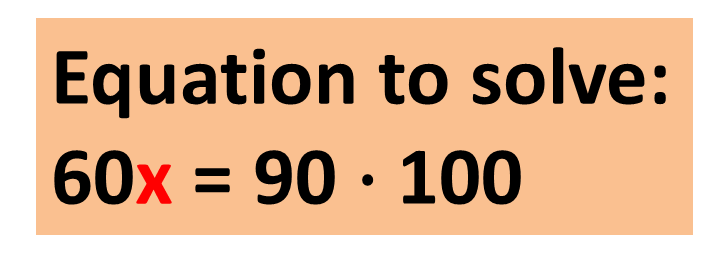 Equation to solve:
60x = 90 · 100